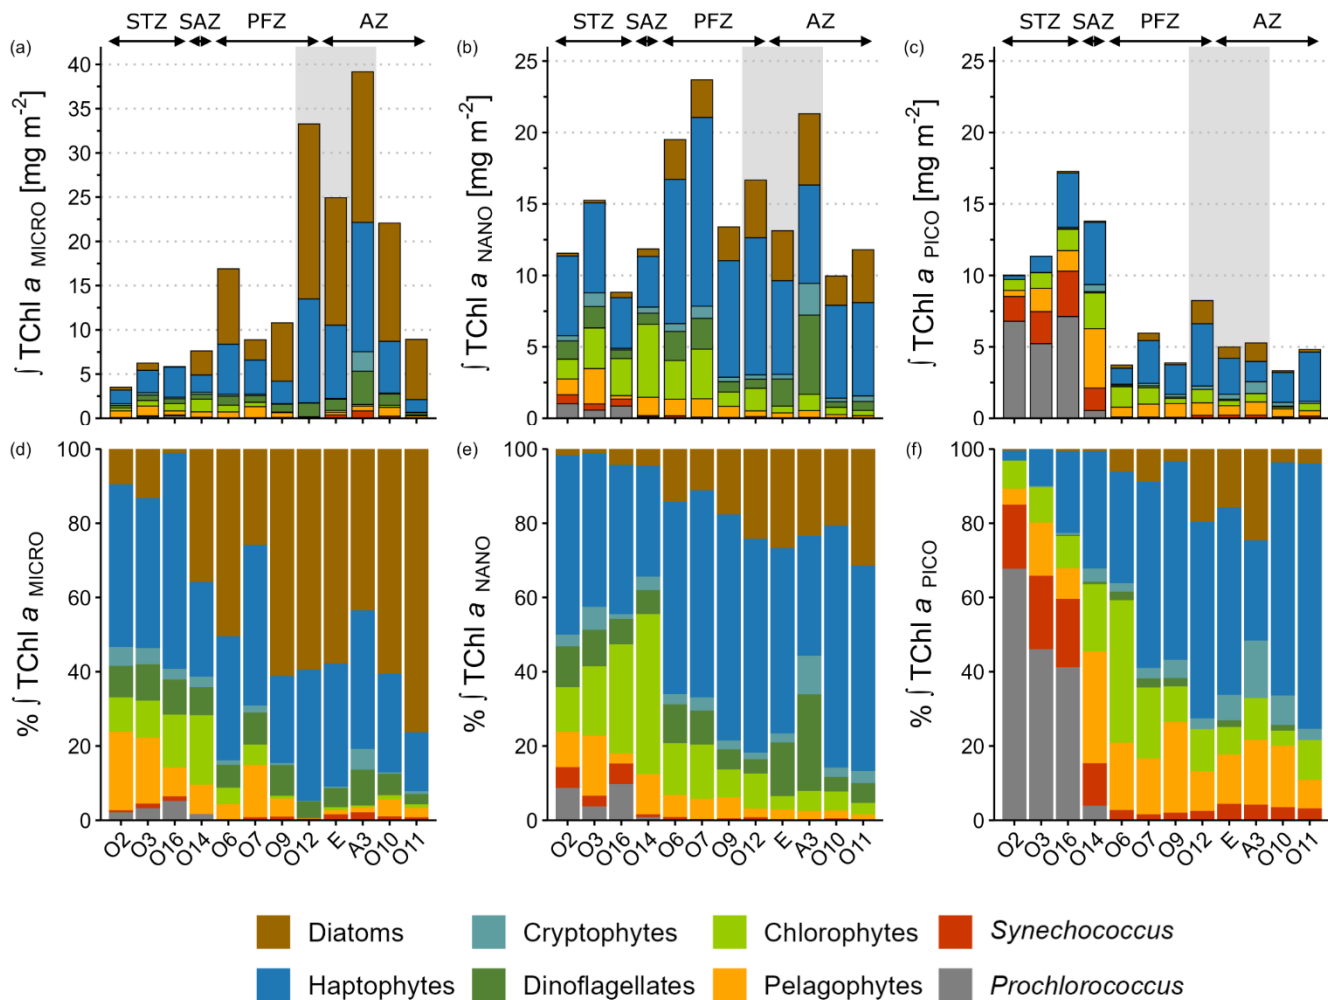 STZ SAZ PFZ AZ
(a)
∫ TChl a MICRO [mg m-2]
40
35
30
25
20
15
10
5
0
STZ SAZ PFZ AZ
(b)
∫ TChl a NANO [mg m-2]
25
20
15
10
5
0
STZ SAZ PFZ AZ
(c)
∫ TChl a PICO [mg m-2]
25
20
15
10
5
0
(d)
% ∫ TChl a MICRO
100
80
60
40
20
0
O2 O3 O16 O14 O6 O7 O9 O12 E A3 O10 O11
(e)
% ∫ TChl a NANO
100
80
60
40
20
0
O2 O3 O16 O14 O6 O7 O9 O12 E A3 O10 O11
(f)
% ∫ TChl a PICO
100
80
60
40
20
0
O2 O3 O16 O14 O6 O7 O9 O12 E A3 O10 O11
Diatoms Cryptophytes Chlorophytes Synechococcus
Haptophytes Dinoflagellates Pelagophytes Prochlorococcus